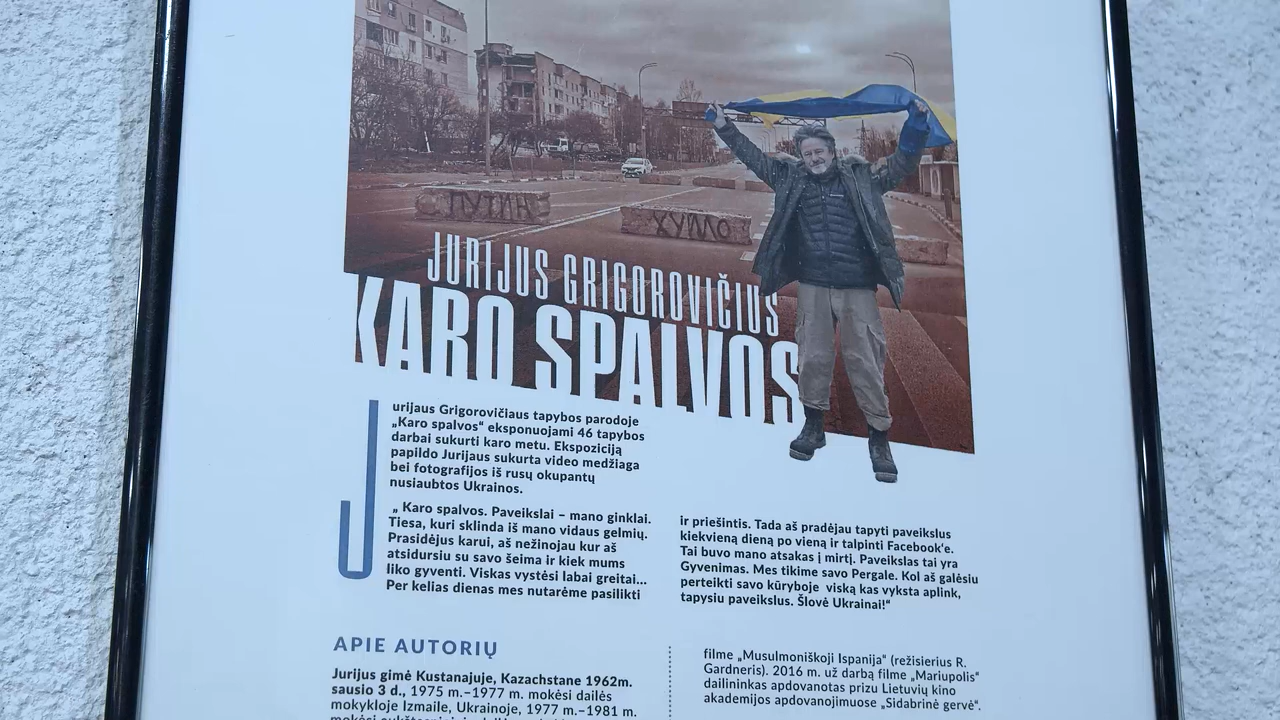 ПУТИН
ХУЙЛО
JURIJUS GRIGOROVIČIUS
KARO SPALVOS
Jurijaus Grigorovičiaus tapybos parodoje
„Karo spalvos“ eksponuojami 46 tapybos
darbai sukurti karo metu. Ekspoziciją
papildo Jurijaus sukurta video medžiaga
bei fotografijos iš rusų okupantų
nusiaubtos Ukrainos.
„ Karo spalvos. Paveikslai – mano ginklai.
Tiesa, kuri sklinda iš mano vidaus gelmių.
Prasidėjus karui, aš nežinojau kur aš
atsidursiu su savo šeima ir kiek mums
liko gyventi. Viskas vystėsi labai greitai...
Per kelias dienas mes nutarėme pasilikti
ir priešintis. Tada aš pradėjau tapyti paveikslus
kiekvieną dieną po vieną ir talpinti Facebook‘e.
Tai buvo mano atsakas į mirtį. Paveikslas tai yra
Gyvenimas. Mes tikime savo Pergale. Kol aš galėsiu
perteikti savo kūryboje viską kas vyksta aplink,
tapysiu paveikslus. Šlovė Ukrainai!“
APIE AUTORIŲ
Jurijus gimė Kustanajuje, Kazachstane 1962m.
sausio 3 d., 1975 m.–1977 m. mokėsi dailės
mokykloje Izmaile, Ukrainoje, 1977 m.–1981 m.
filme „Musulmoniškoji Ispanija“ (režisierius R.
Gardneris). 2016 m. už darbą filme „Mariupolis“
dailininkas apdovanotas prizu Lietuvių kino
akademijos apdovanojimuose „Sidabrinė gervė“.